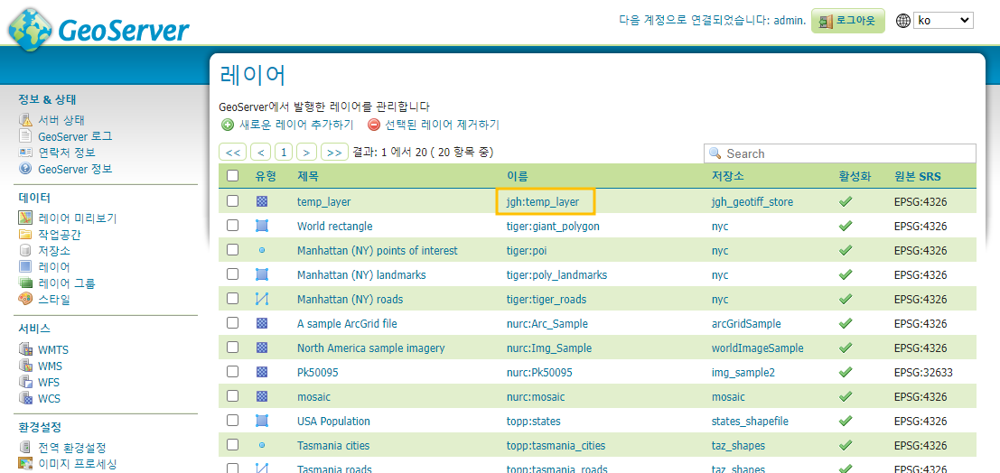 GeoServer
다음 계정으로 연결되었습니다: admin. 로그아웃 ko
레이어
GeoServer에서 발행한 레이어를 관리합니다
새로운 레이어 추가하기 선택된 레이어 제거하기
<< < 1 > >> 결과: 1 에서 20 ( 20 항목 중) Search
유형 제목 이름 저장소 활성화 원본 SRS
temp_layer jgh:temp_layer jgh_geotiff_store EPSG:4326
World rectangle tiger:giant_polygon nyc EPSG:4326
Manhattan (NY) points of interest tiger:poi nyc EPSG:4326
Manhattan (NY) landmarks tiger:poly_landmarks nyc EPSG:4326
Manhattan (NY) roads tiger:tiger_roads nyc EPSG:4326
A sample ArcGrid file nurc:Arc_Sample arcGridSample EPSG:4326
North America sample imagery nurc:Img_Sample worldImageSample EPSG:4326
Pk50095 nurc:Pk50095 img_sample2 EPSG:32633
mosaic nurc:mosaic mosaic EPSG:4326
USA Population topp:states states_shapefile EPSG:4326
Tasmania cities topp:tasmania_cities taz_shapes EPSG:4326
Tasmania roads topp:tasmania_roads taz_shapes EPSG:4326
정보 & 상태
서버 상태
GeoServer 로그
연락처 정보
GeoServer 정보
데이터
레이어 미리보기
작업공간
저장소
레이어
레이어 그룹
스타일
서비스
WMTS
WMS
WFS
WCS
환경설정
전역 환경설정
이미지 프로세싱